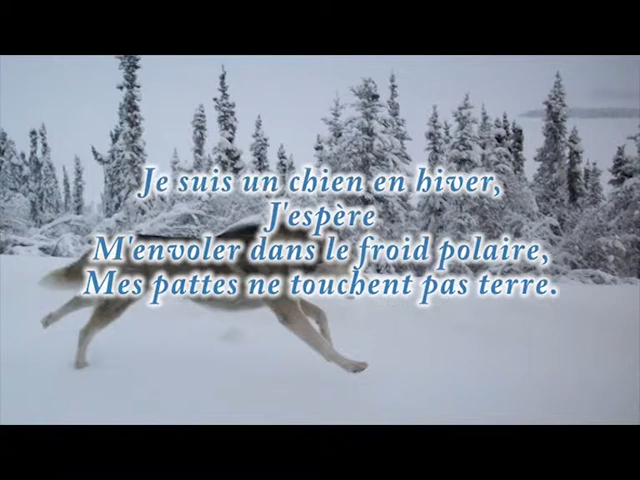 Je suis un chien en hiver,
J'espère
M'envoler dans le froid polaire,
Mes pattes ne touchent pas terre.